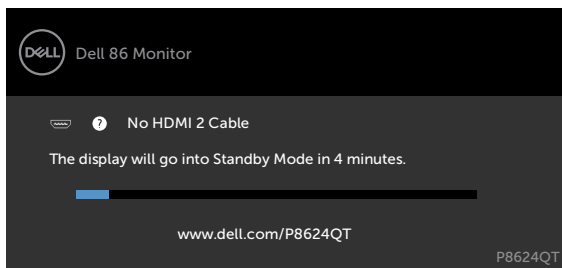 DELL Dell 86 Monitor
? No HDMI 2 Cable
The display will go into Standby Mode in 4 minutes.
www.dell.com/P8624QT
P8624QT